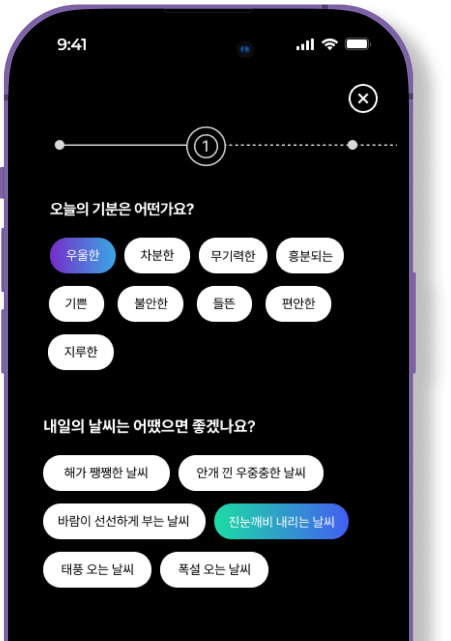 9:41
1
오늘의 기분은 어떤가요?
우울한 차분한 무기력한 흥분되는
기쁜 불안한 들뜬 편안한
지루한
내일의 날씨는 어땠으면 좋겠나요?
해가 쨍쨍한 날씨 안개 낀 우중충한 날씨
바람이 선선하게 부는 날씨 진눈깨비 내리는 날씨
태풍 오는 날씨 폭설 오는 날씨